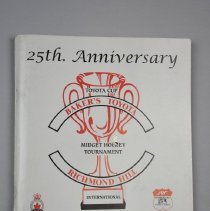 25th. Anniversary
TOYOTA CUP
BAKER'S TOYOTA
MIDGET HOCKEY
TOURNAMENT
RICHMOND HILL
INTERNATIONAL